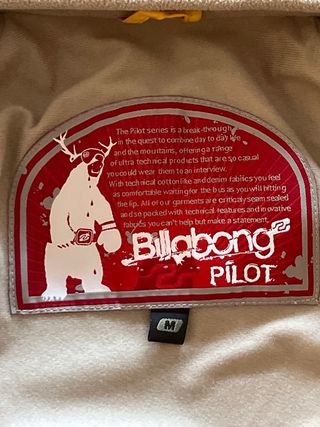 The Pilot series is a break-through
in the quest to combine day to day life
and the mountains, offering a range
of ultra technical products that are so casual
you could wear them to an interview.
With technical cotton like and denim fabrics you feel
as comfortable waiting for the bus as you will hitting
the lip. All of our garments are critically seam sealed
and so packed with technical features and inovative
fabrics you can't help but make a statement.
Billabong
PILOT
M